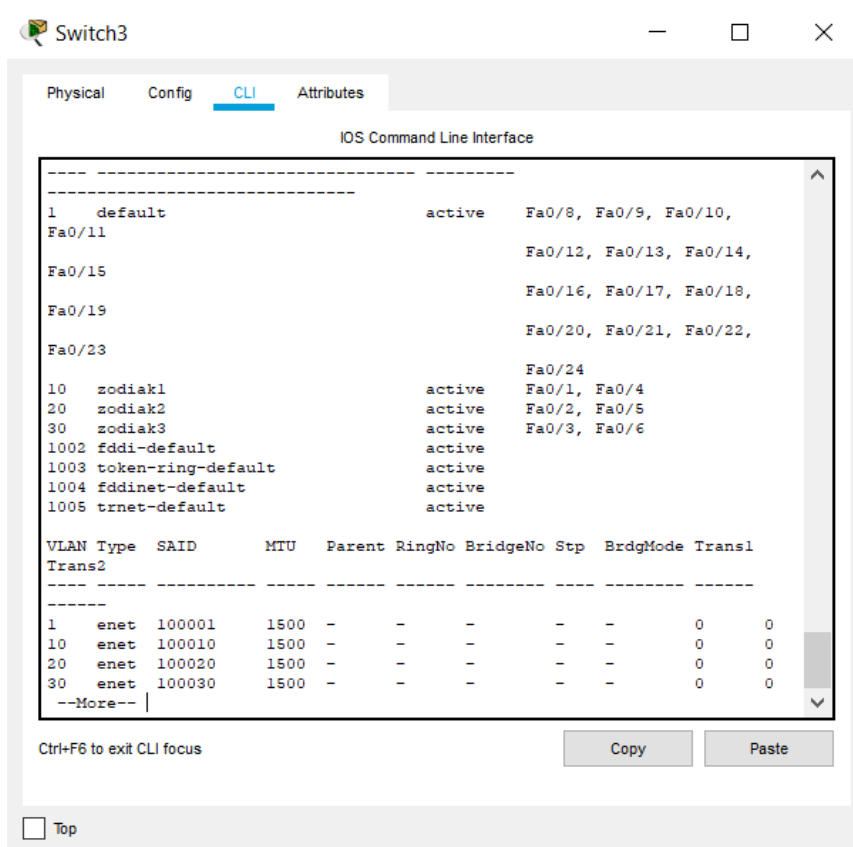 Switch3
Physical Config CLI Attributes
IOS Command Line Interface
---- -------------------------------- ---------
-------------------------------
1    default                          active    Fa0/8, Fa0/9, Fa0/10,
Fa0/11
                                                Fa0/12, Fa0/13, Fa0/14,
Fa0/15
                                                Fa0/16, Fa0/17, Fa0/18,
Fa0/19
                                                Fa0/20, Fa0/21, Fa0/22,
Fa0/23
                                                Fa0/24
10   zodiak1                          active    Fa0/1, Fa0/4
20   zodiak2                          active    Fa0/2, Fa0/5
30   zodiak3                          active    Fa0/3, Fa0/6
1002 fddi-default                     active
1003 token-ring-default               active
1004 fddinet-default                  active
1005 trnet-default                    active
VLAN Type  SAID       MTU   Parent RingNo BridgeNo Stp  BrdgMode Trans1
Trans2
---- ----- ---------- ----- ------ ------ -------- ---- -------- ------
------
1    enet  100001     1500  -      -      -        -    -        0      0
10   enet  100010     1500  -      -      -        -    -        0      0
20   enet  100020     1500  -      -      -        -    -        0      0
30   enet  100030     1500  -      -      -        -    -        0      0
 --More--
Ctrl+F6 to exit CLI focus
Copy Paste
Top